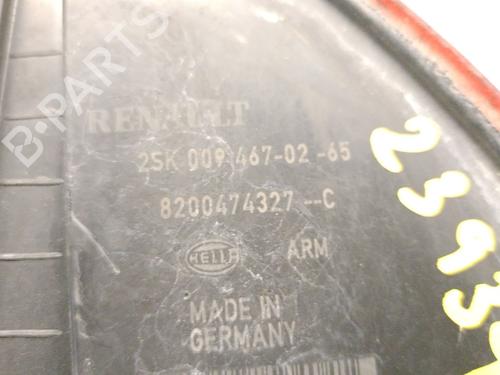 B-PARTS
RENAULT
2SK 009 467-02-65
8200474327--C
HELLA ARM
MADE IN
GERMANY